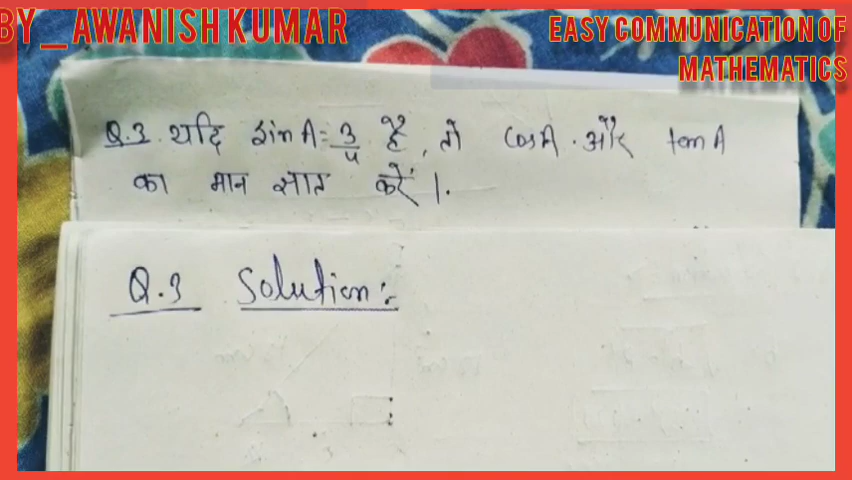 BY_ AWANISH KUMAR
EASY COMMUNICATION OF
MATHEMATICS
Q.3 यदि sin A = 3/4 है, तो cos A. और tan A
का मान ज्ञात करें।.
Q.3 Solution:-